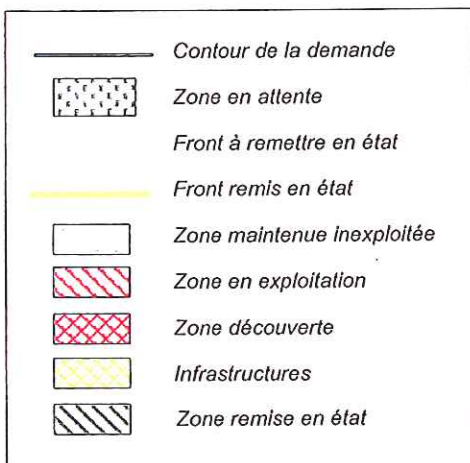 Contour de la demande
Zone en attente
Front à remettre en état
Front remis en état
Zone maintenue inexploitée
Zone en exploitation
Zone découverte
Infrastructures
Zone remise en état